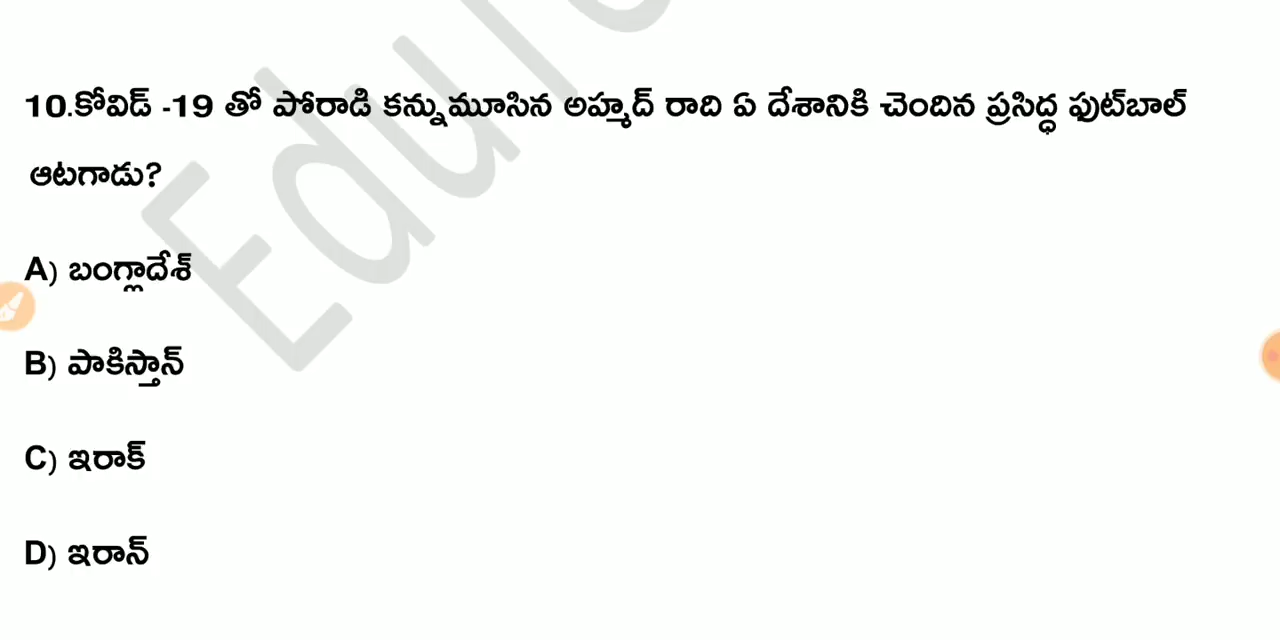 10.కోవిడ్ -19 తో పోరాడి కన్నుమూసిన అహ్మద్ రాది ఏ దేశానికి చెందిన ప్రసిద్ధ ఫుట్‌బాల్
ఆటగాడు?
A) బంగ్లాదేశ్
B) పాకిస్తాన్
C) ఇరాక్
D) ఇరాన్